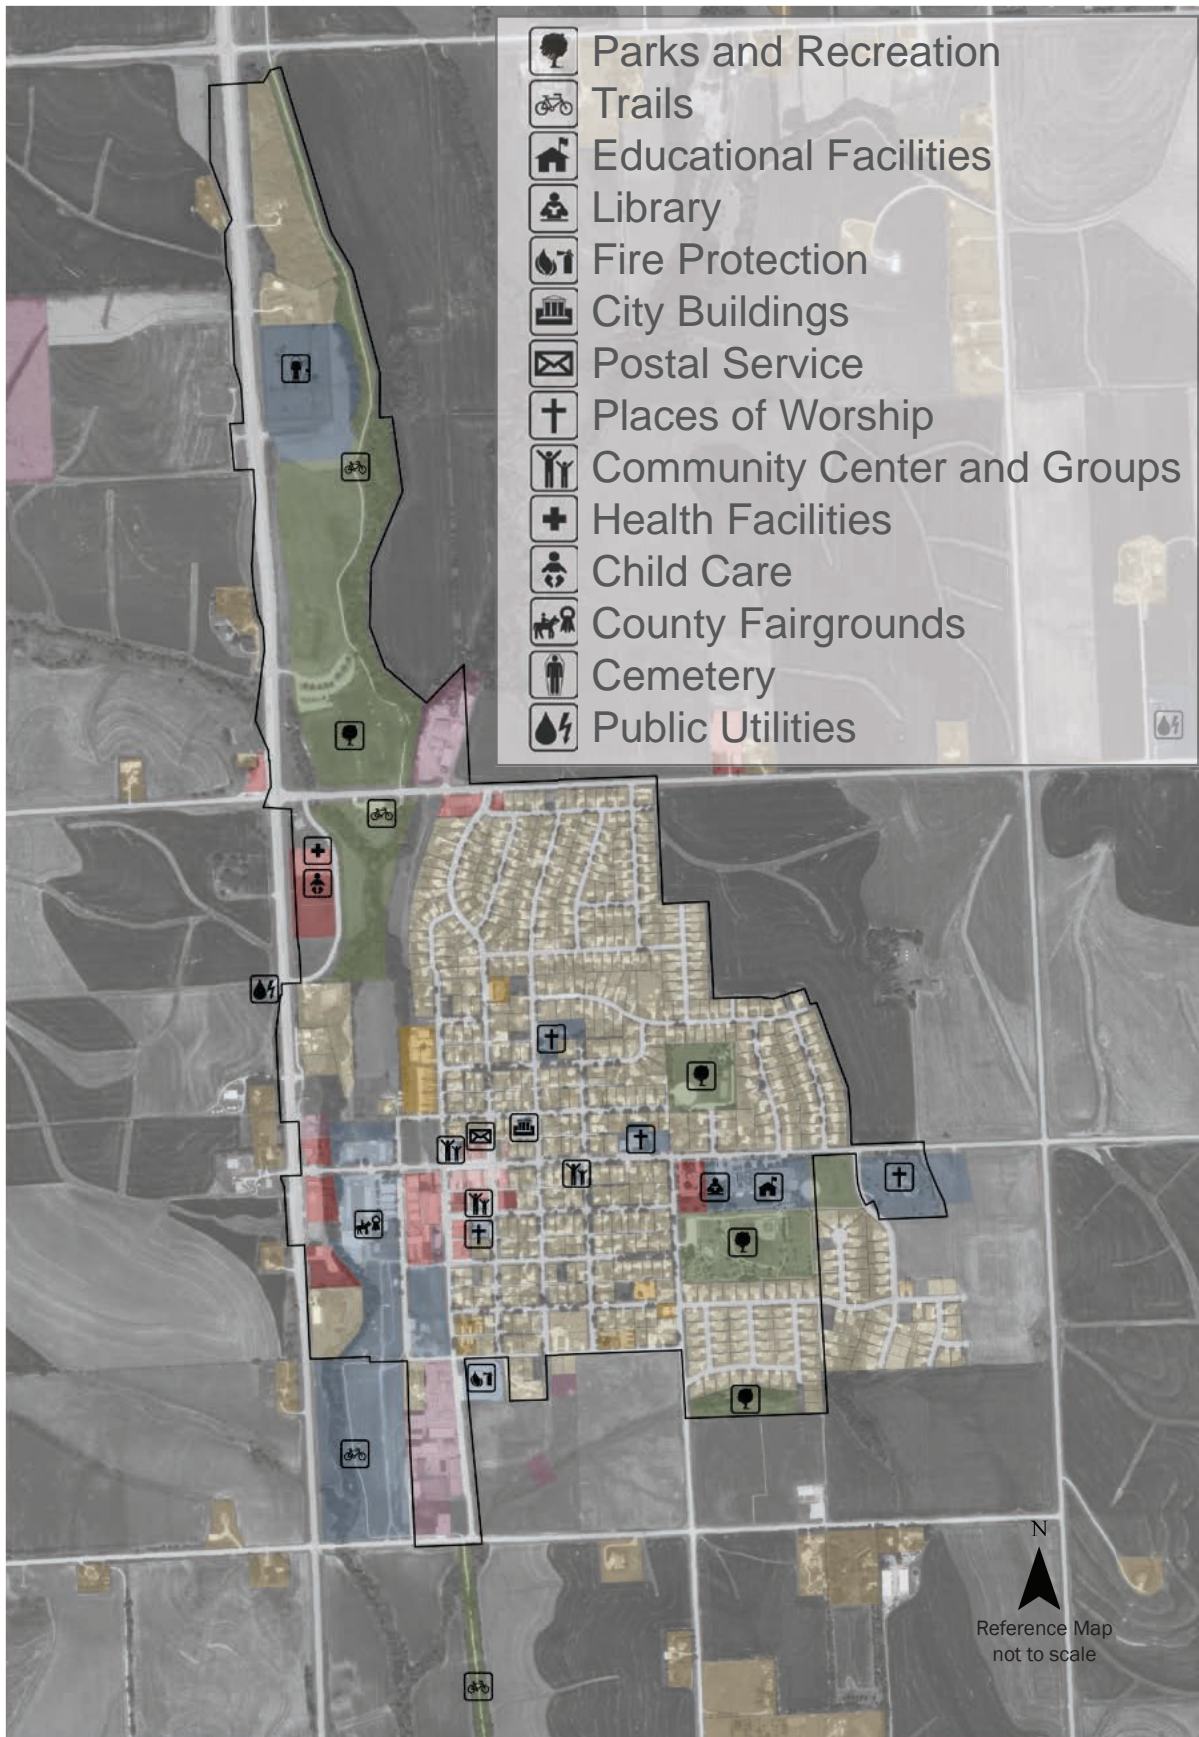 Parks and Recreation
Trails
Educational Facilities
Library
Fire Protection
City Buildings
Postal Service
Places of Worship
Community Center and Groups
Health Facilities
Child Care
County Fairgrounds
Cemetery
Public Utilities
N
Reference Map
not to scale